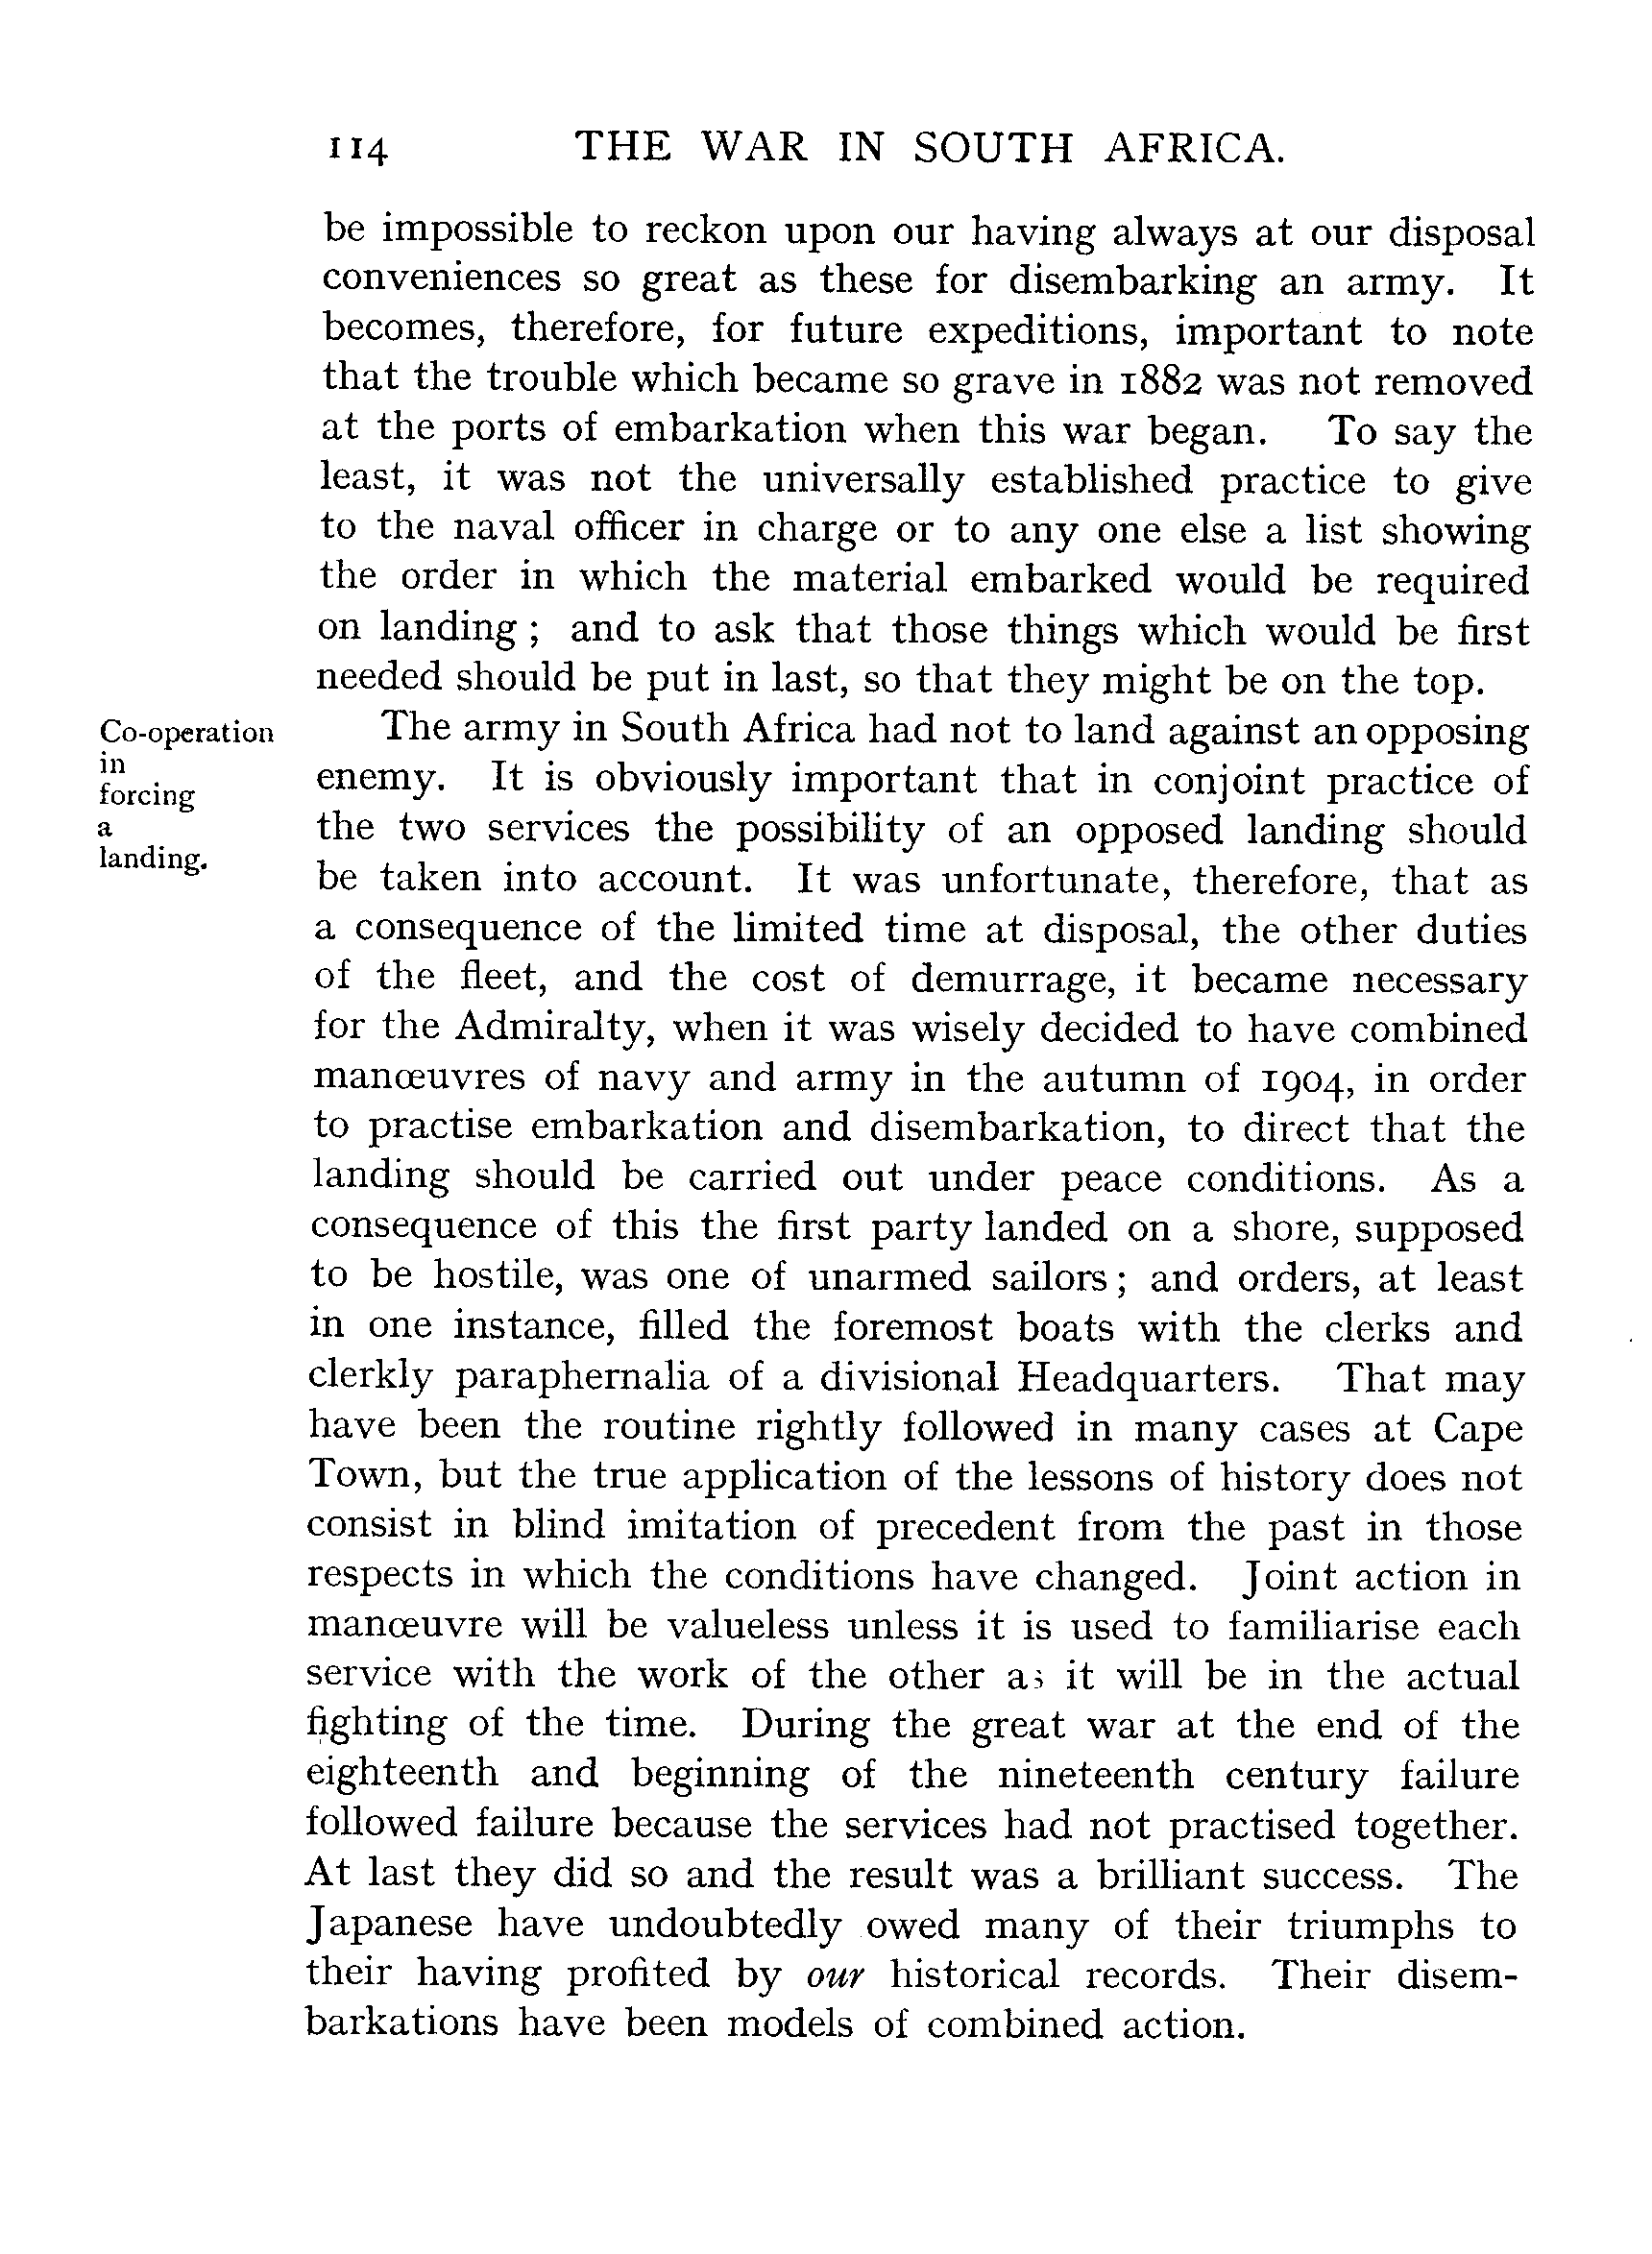 114 THE WAR IN SOUTH AFRICA.
be impossible to reckon upon our having always at our disposal
conveniences so great as these for disembarking an army. It
becomes, therefore, for future expeditions, important to note
that the trouble which became so grave in 1882 was not removed
at the ports of embarkation when this war began. To say the
least, it was not the universally established practice to give
to the naval officer in charge or to any one else a list showing
the order in which the material embarked would be required
on landing ; and to ask that those things which would be first
needed should be put in last, so that they might be on the top.
Co-operation
in
forcing
a
landing.
The army in South Africa had not to land against an opposing
enemy. It is obviously important that in conjoint practice of
the two services the possibility of an opposed landing should
be taken into account. It was unfortunate, therefore, that as
a consequence of the limited time at disposal, the other duties
of the fleet, and the cost of demurrage, it became necessary
for the Admiralty, when it was wisely decided to have combined
manœuvres of navy and army in the autumn of 1904, in order
to practise embarkation and disembarkation, to direct that the
landing should be carried out under peace conditions. As a
consequence of this the first party landed on a shore, supposed
to be hostile, was one of unarmed sailors ; and orders, at least
in one instance, filled the foremost boats with the clerks and
clerkly paraphernalia of a divisional Headquarters. That may
have been the routine rightly followed in many cases at Cape
Town, but the true application of the lessons of history does not
consist in blind imitation of precedent from the past in those
respects in which the conditions have changed. Joint action in
manœuvre will be valueless unless it is used to familiarise each
service with the work of the other as it will be in the actual
fighting of the time. During the great war at the end of the
eighteenth and beginning of the nineteenth century failure
followed failure because the services had not practised together.
At last they did so and the result was a brilliant success. The
Japanese have undoubtedly owed many of their triumphs to
their having profited by our historical records. Their disem-
barkations have been models of combined action.